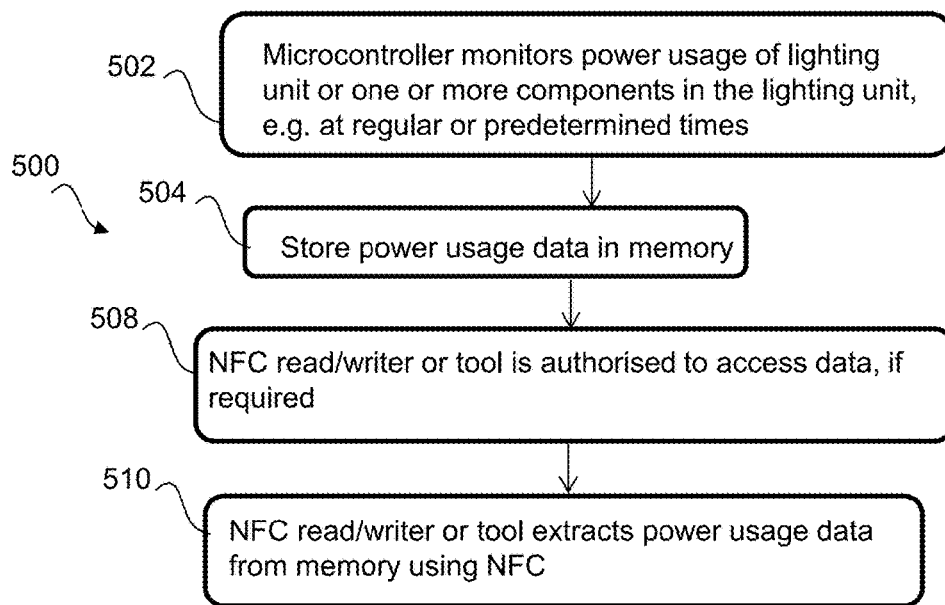 502
Microcontroller monitors power usage of lighting
unit or one or more components in the lighting unit,
e.g. at regular or predetermined times
500
504
Store power usage data in memory
508
NFC read/writer or tool is authorised to access data, if
required
510
NFC read/writer or tool extracts power usage data
from memory using NFC